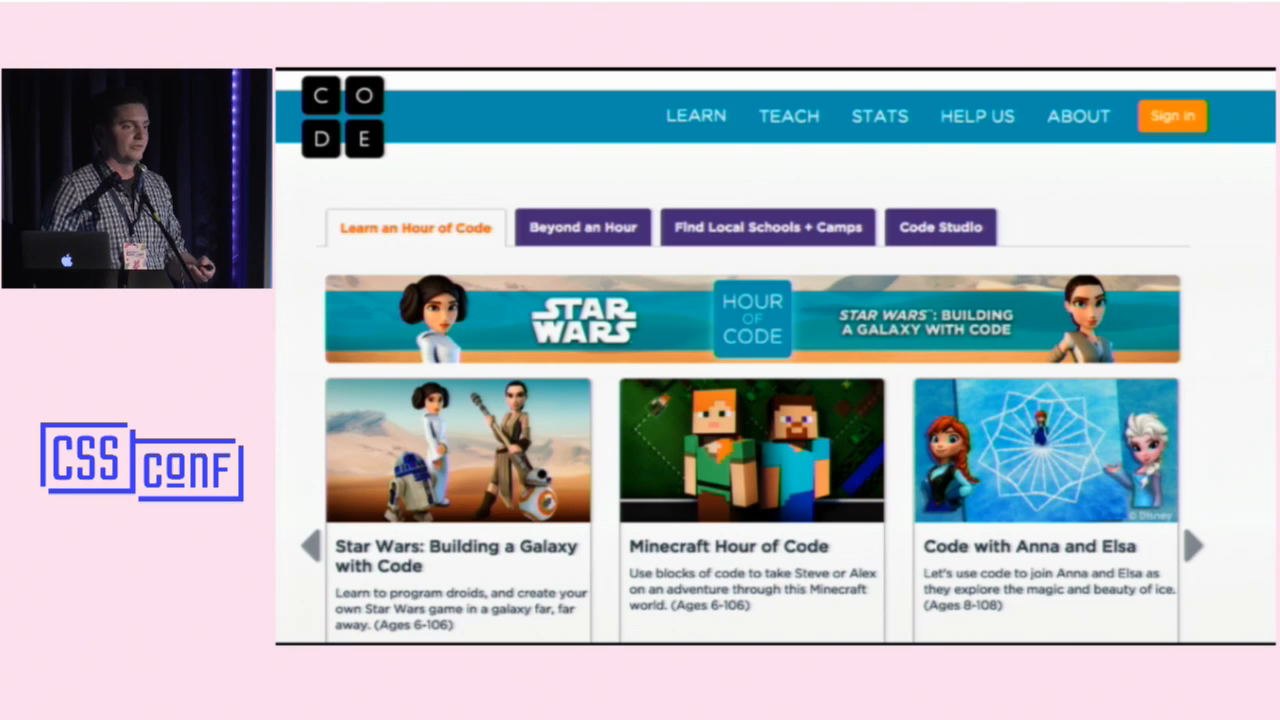 C O
D E
LEARN TEACH STATS HELP US ABOUT Sign in
Learn an Hour of Code Beyond an Hour Find Local Schools + Camps Code Studio
STAR
WARS
HOUR
OF
CODE
STAR WARS™: BUILDING
A GALAXY WITH CODE
© Disney
Star Wars: Building a Galaxy
with Code
Learn to program droids, and create your
own Star Wars game in a galaxy far, far
away. (Ages 6-106)
Minecraft Hour of Code
Use blocks of code to take Steve or Alex
on an adventure through this Minecraft
world. (Ages 6-106)
Code with Anna and Elsa
Let's use code to join Anna and Elsa as
they explore the magic and beauty of ice.
(Ages 8-108)
CSS
CONF